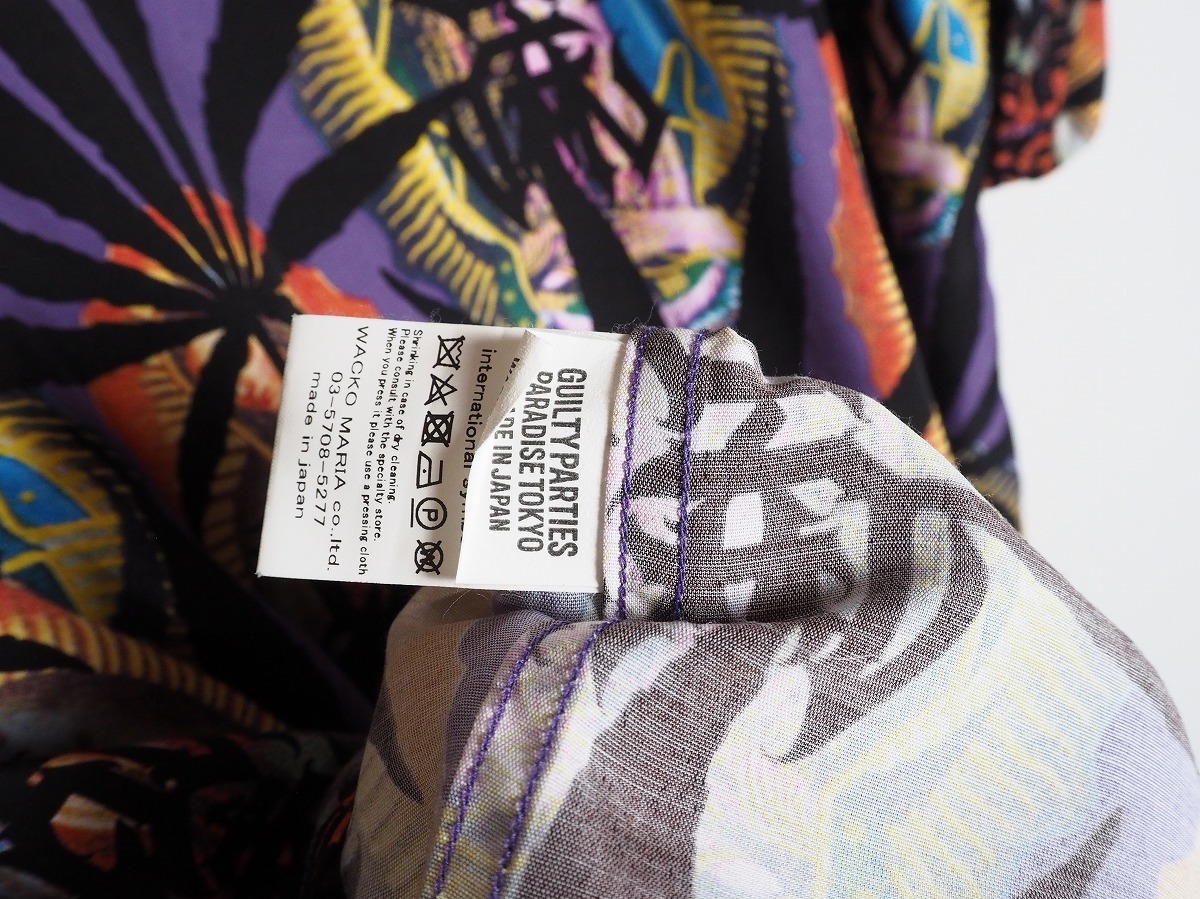 GUILTY PARTIES
PARADISE TOKYO
IN JAPAN
international
Shrinking in case of dry cleaning.
Please consult with the specialty store.
When you press it please use a pressing cloth
WACKO MARIA co.,ltd.
03-5708-5277
made in japan